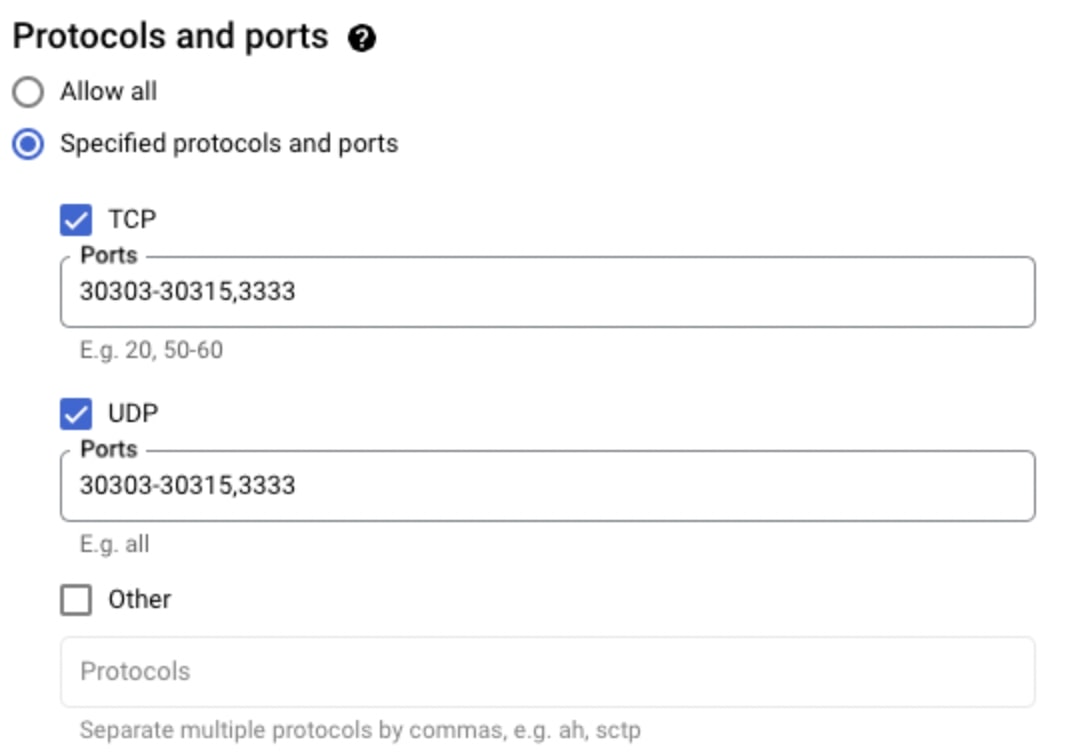 Protocols and ports
Allow all
Specified protocols and ports
TCP
Ports
30303-30315,3333
E.g. 20, 50-60
UDP
Ports
30303-30315,3333
E.g. all
Other
Protocols
Separate multiple protocols by commas, e.g. ah, sctp